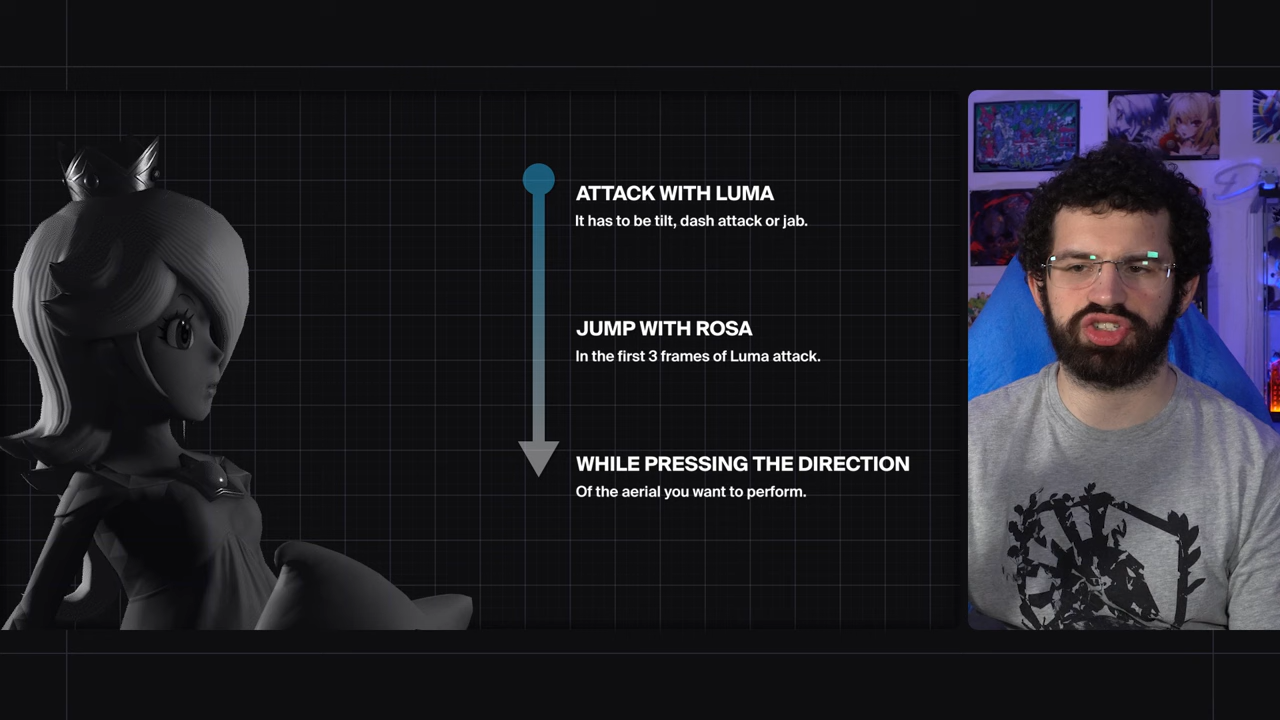 ATTACK WITH LUMA
It has to be tilt, dash attack or jab.
JUMP WITH ROSA
In the first 3 frames of Luma attack.
WHILE PRESSING THE DIRECTION
Of the aerial you want to perform.